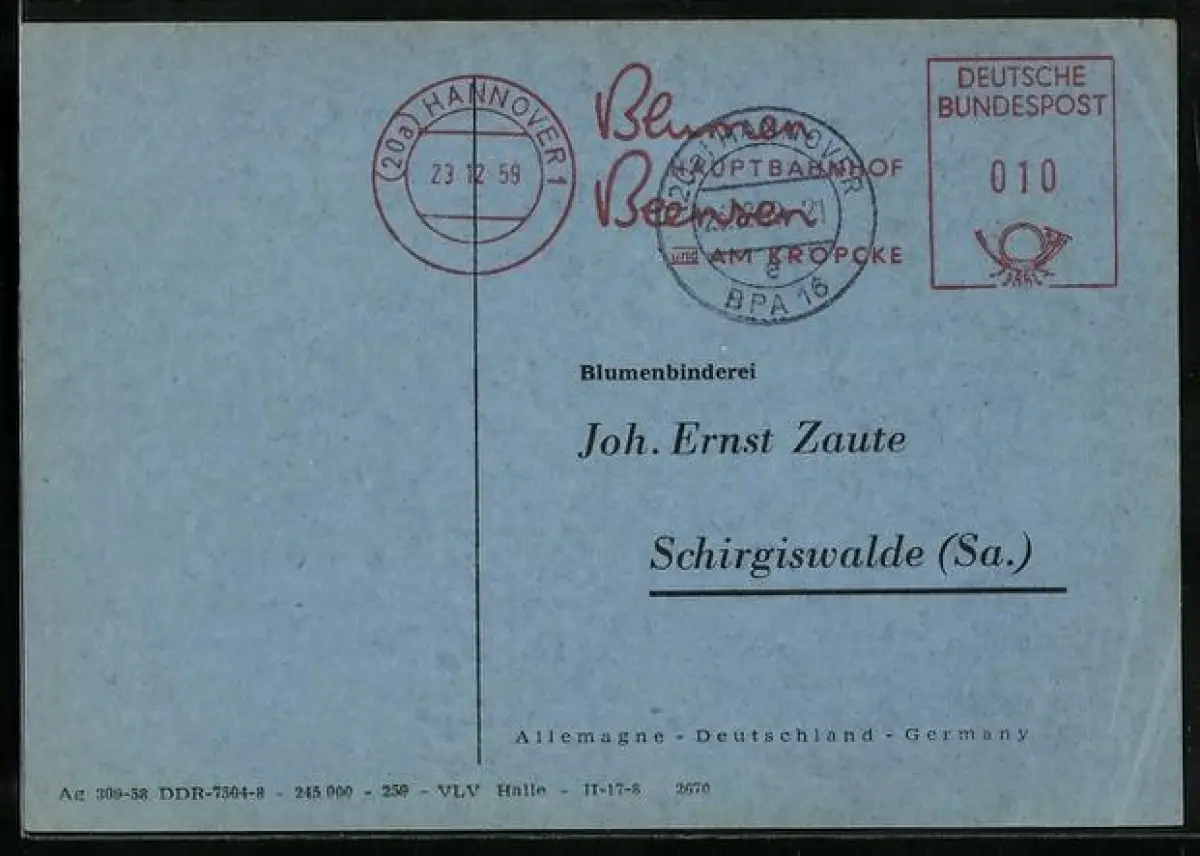 (20a) HANNOVER 1
23 12 59
Blumen
HAUPTBAHNHOF
Beensen
und AM KRÖPCKE
DEUTSCHE
BUNDESPOST
010
HANNOVER
e
BPA 16
Blumenbinderei
Joh. Ernst Zaute
Schirgiswalde (Sa.)
Allemagne - Deutschland - Germany
Ag 309-58 DDR-7504-8 - 245 000 - 259 - VLV Halle - II-17-8 2670